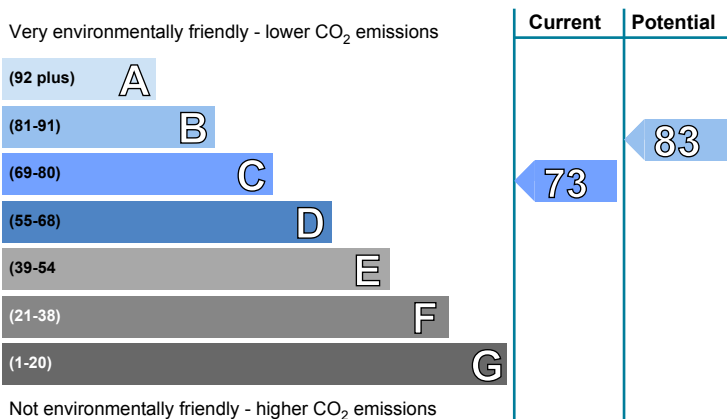 Current Potential
Very environmentally friendly - lower CO2 emissions
(92 plus) A
(81-91) B
83
(69-80) C
73
(55-68) D
(39-54 E
(21-38) F
(1-20) G
Not environmentally friendly - higher CO2 emissions